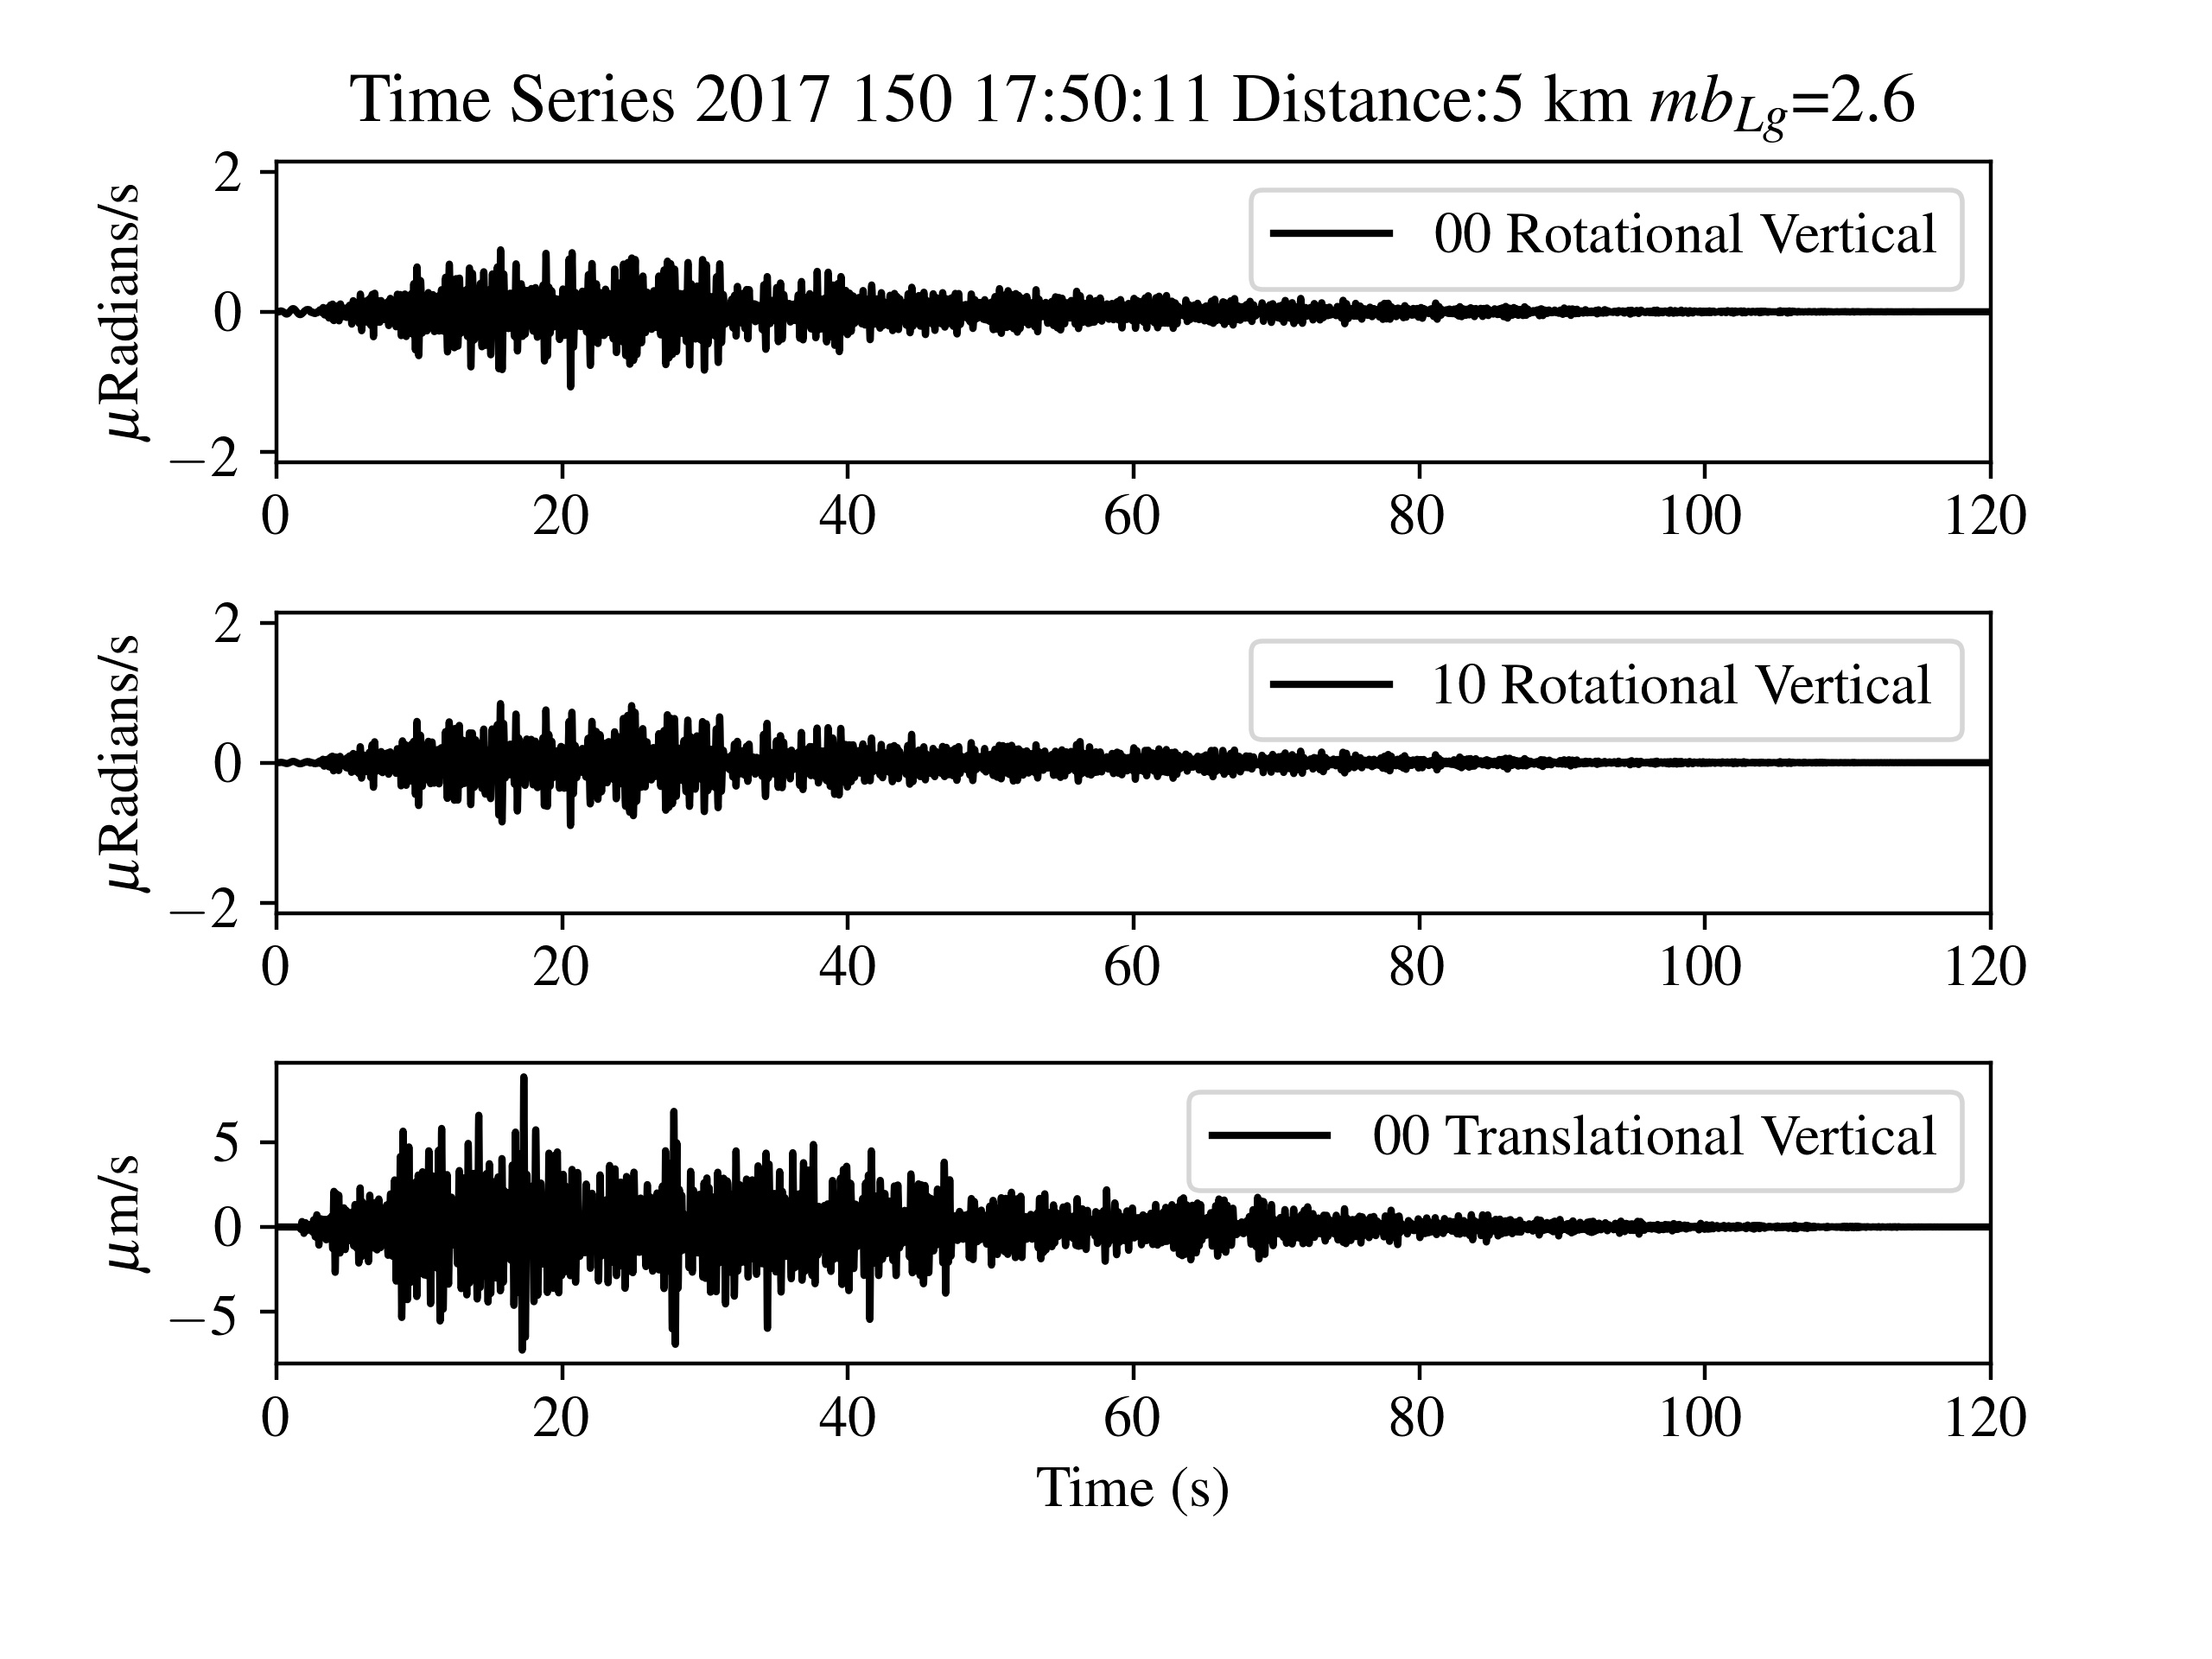 Time Series 2017 150 17:50:11 Distance:5 km mb_Lg=2.6
μRadians/s
2
0
−2
00 Rotational Vertical
0 20 40 60 80 100 120
μRadians/s
2
0
−2
10 Rotational Vertical
0 20 40 60 80 100 120
μm/s
5
0
−5
00 Translational Vertical
0 20 40 60 80 100 120
Time (s)